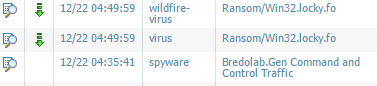 12/22 04:49:59 wildfire-virus Ransom/Win32.locky.fo
12/22 04:49:59 virus Ransom/Win32.locky.fo
12/22 04:35:41 spyware Bredolab.Gen Command and Control Traffic